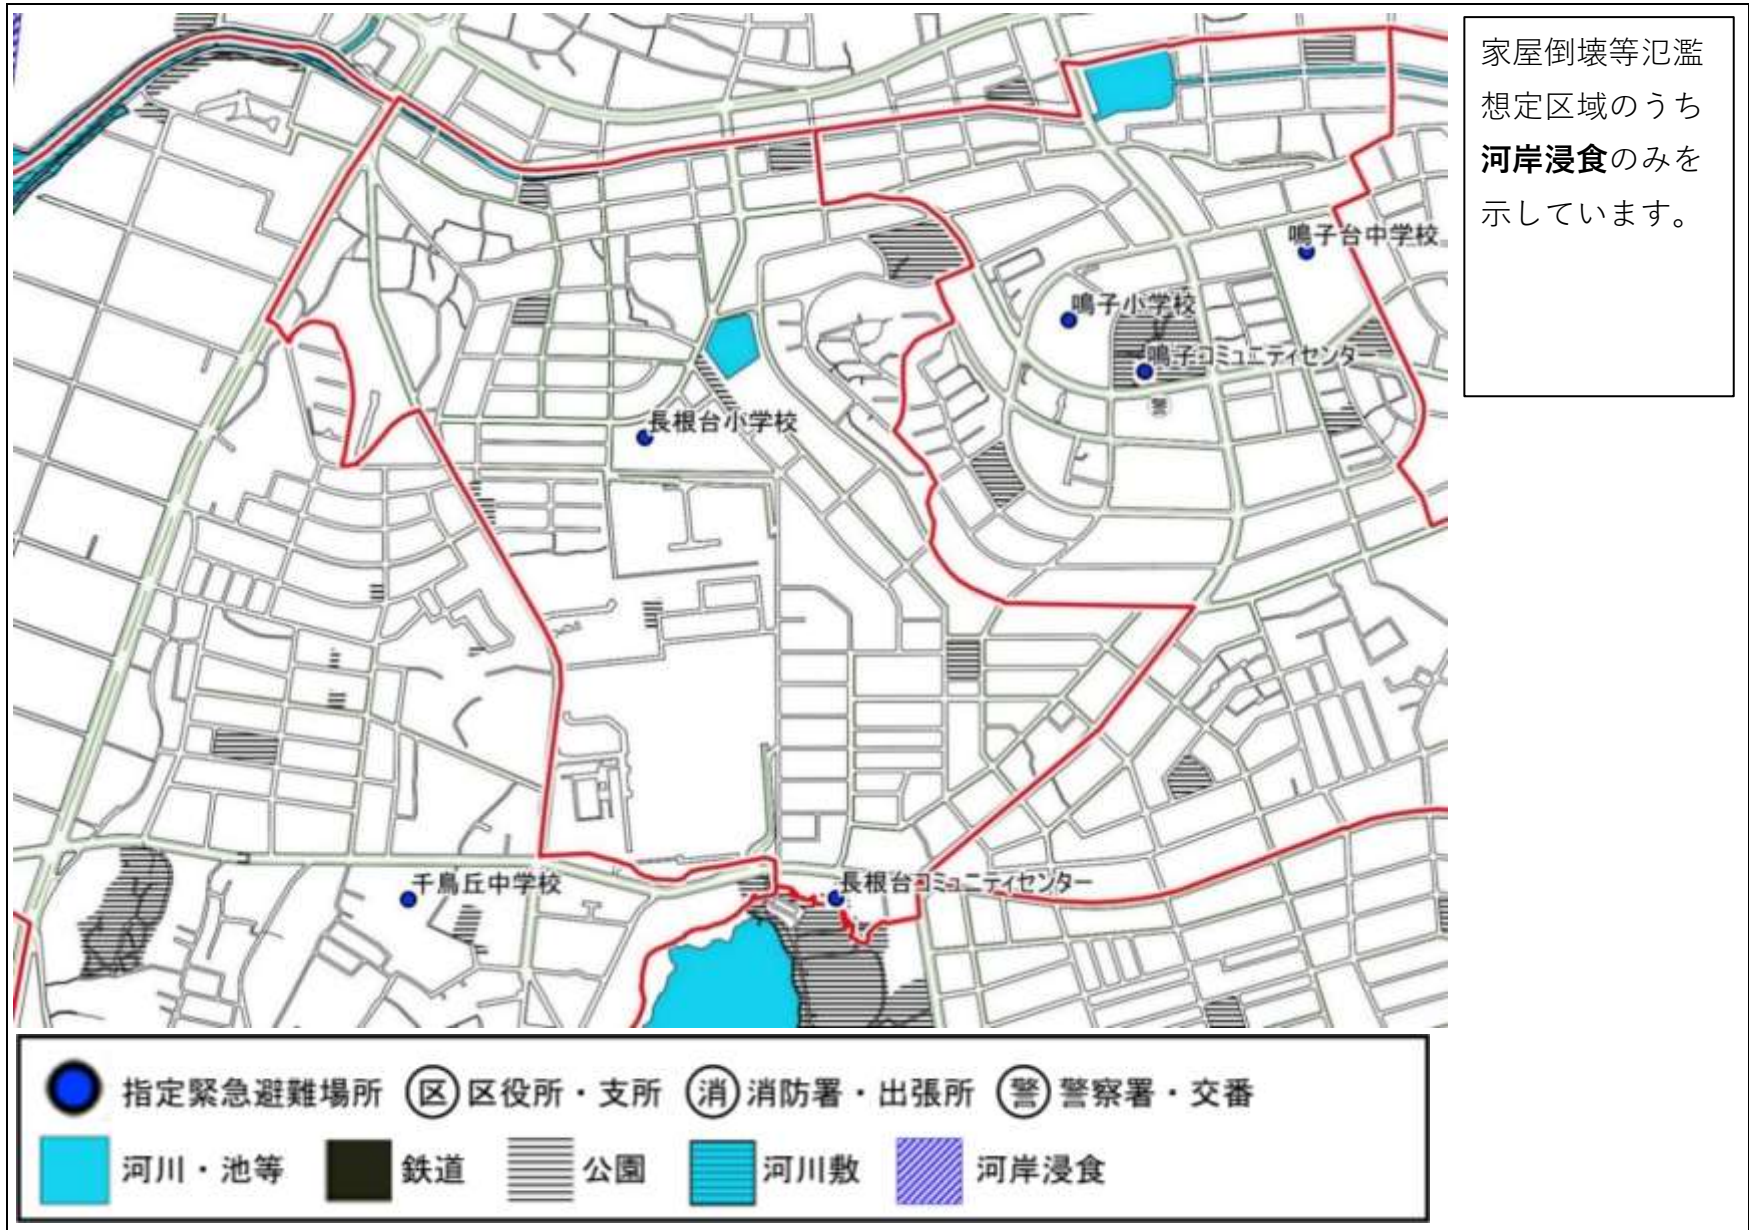 家屋倒壊等氾濫
想定区域のうち
河岸浸食のみを
示しています。
鳴子台中学校
鳴子小学校
鳴子コミュニティセンター
警
長根台小学校
千鳥丘中学校
長根台コミュニティセンター
指定緊急避難場所 区 区役所・支所 消 消防署・出張所 警 警察署・交番
河川・池等 鉄道 公園 河川敷 河岸浸食